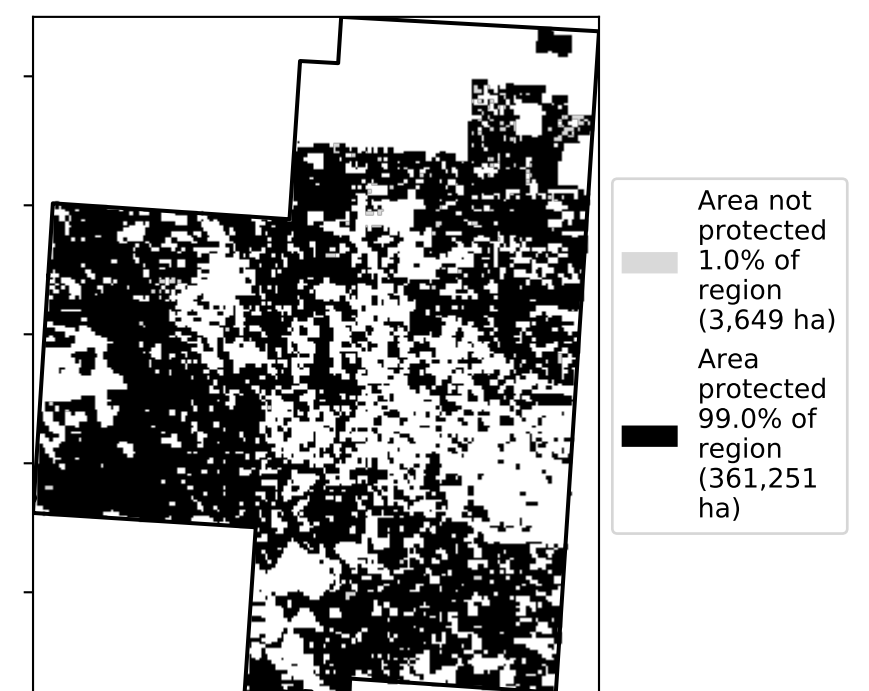 Area not
protected
1.0% of
region
(3,649 ha)
Area
protected
99.0% of
region
(361,251
ha)